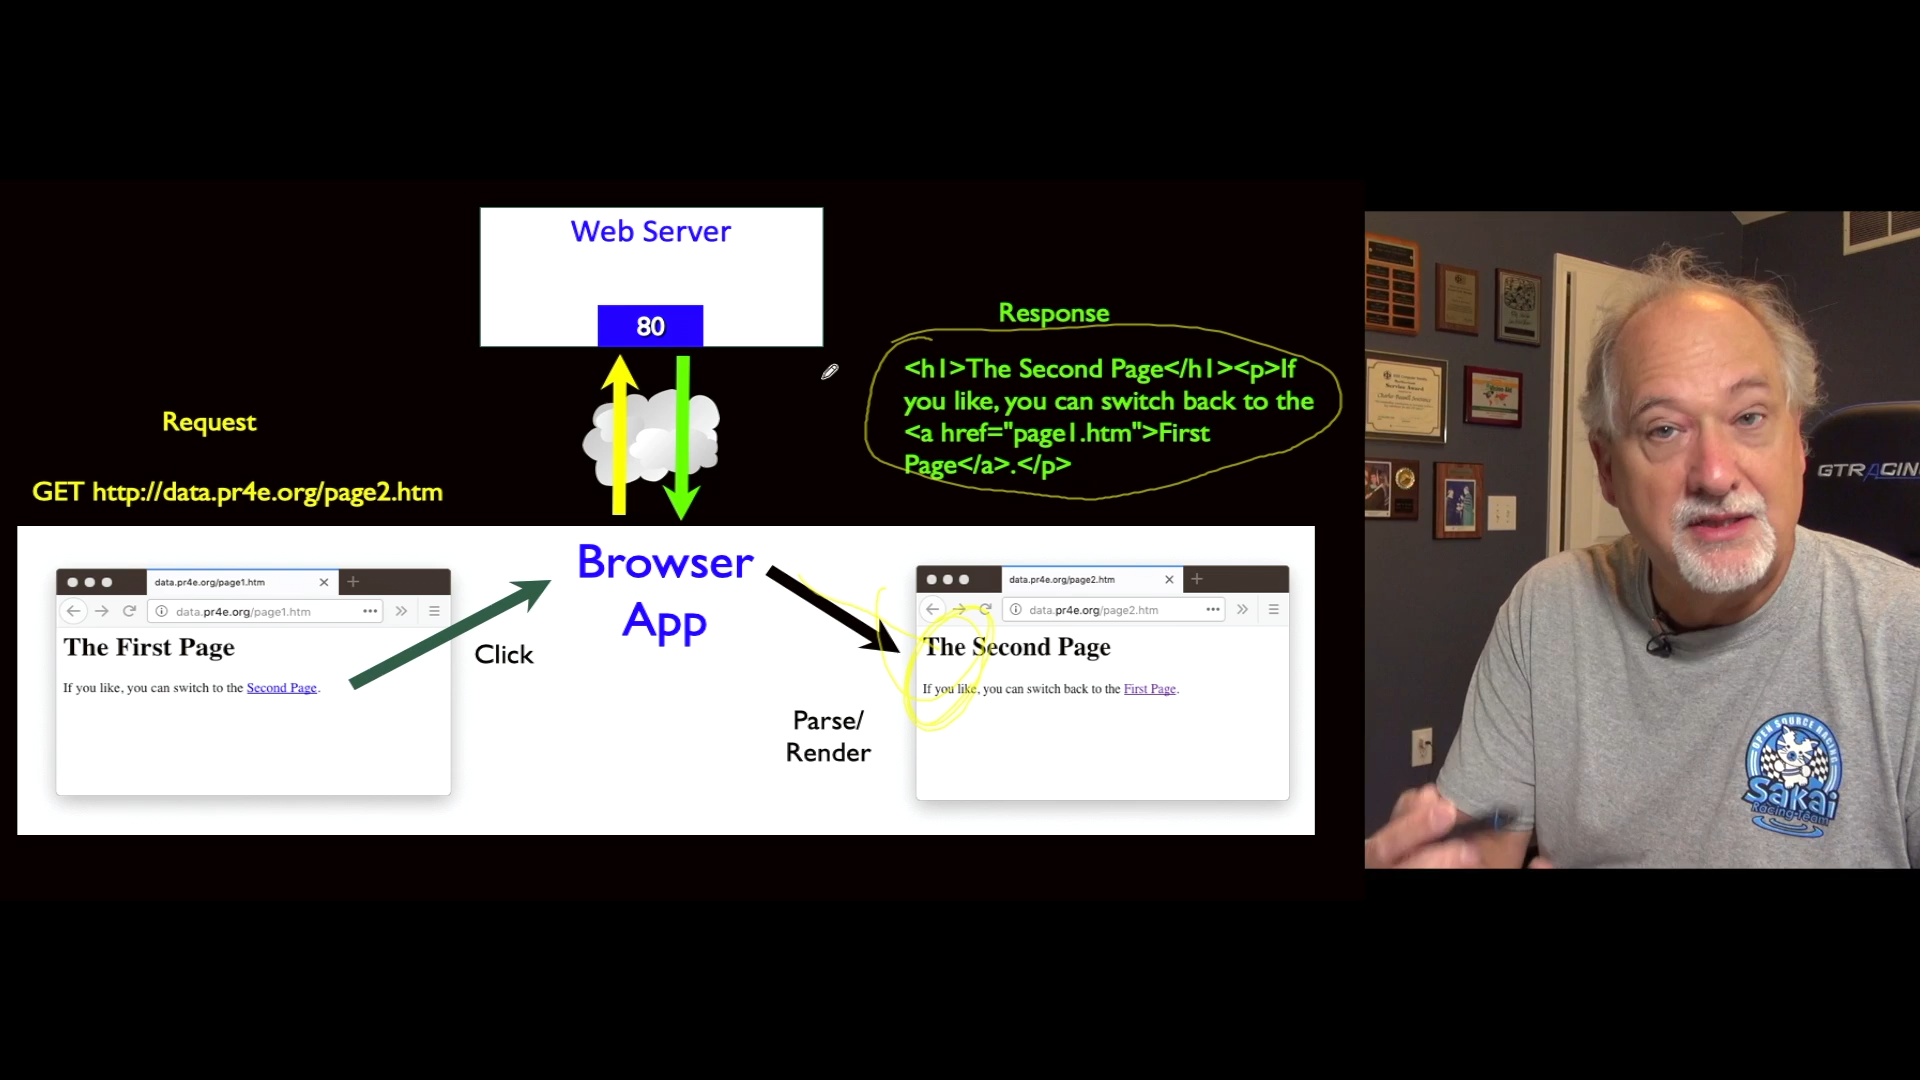 Web Server
80
Response
<h1>The Second Page</h1><p>If
you like, you can switch back to the
<a href="page1.htm">First
Page</a>.</p>
Request
GET http://data.pr4e.org/page2.htm
Browser
App
data.pr4e.org/page1.htm
data.pr4e.org/page1.htm
The First Page
If you like, you can switch to the Second Page.
Click
Parse/
Render
data.pr4e.org/page2.htm
data.pr4e.org/page2.htm
The Second Page
If you like, you can switch back to the First Page.
GTRACING
Service Award
OPEN SOURCE RACING
Sakai
Racing Team